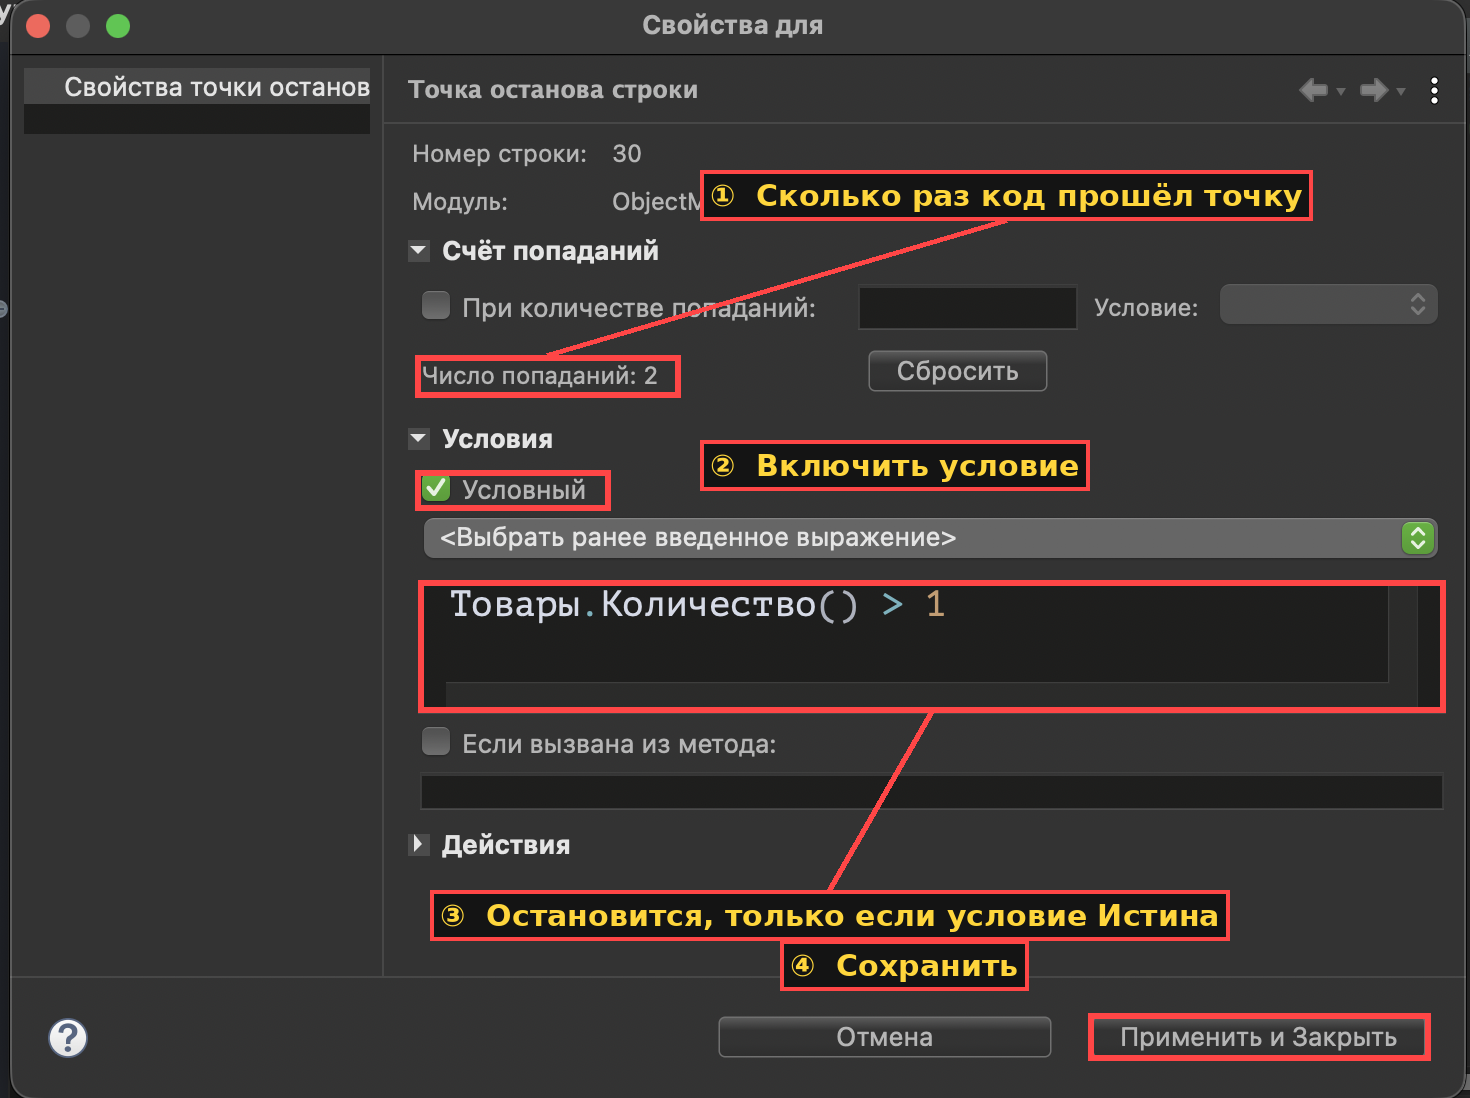 Свойства для
Свойства точки останов
Точка останова строки
Номер строки: 30
Модуль: ObjectM
① Сколько раз код прошёл точку
Счёт попаданий
При количестве попаданий: Условие:
Число попаданий: 2 Сбросить
Условия
② Включить условие
Условный
<Выбрать ранее введенное выражение>
Товары.Количество() > 1
Если вызвана из метода:
Действия
③ Остановится, только если условие Истина
④ Сохранить
? Отмена Применить и Закрыть